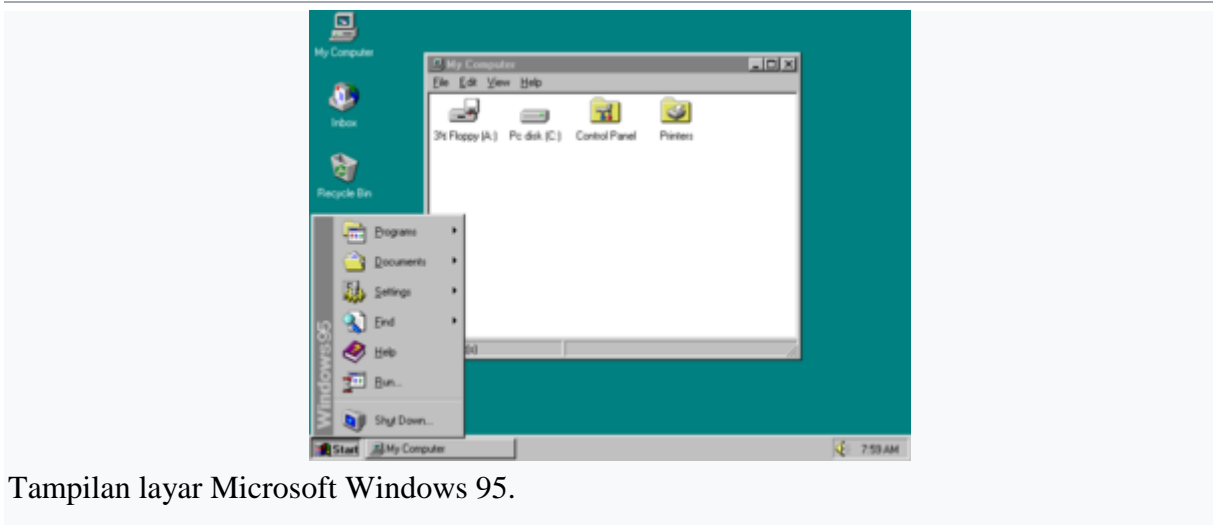 My Computer
Inbox
Recycle Bin
My Computer
File Edit View Help
3½ Floppy (A:) Pc disk (C:) Control Panel Printers
Programs
Documents
Settings
Find
Help
Run...
Shut Down...
Windows95
Start My Computer 7:59 AM
Tampilan layar Microsoft Windows 95.